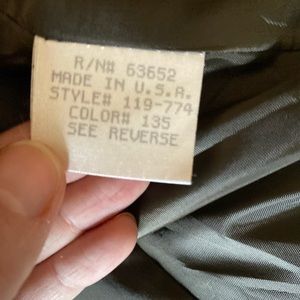 R/N# 63652
MADE IN U.S.A.
STYLE# 119-774
COLOR# 135
SEE REVERSE